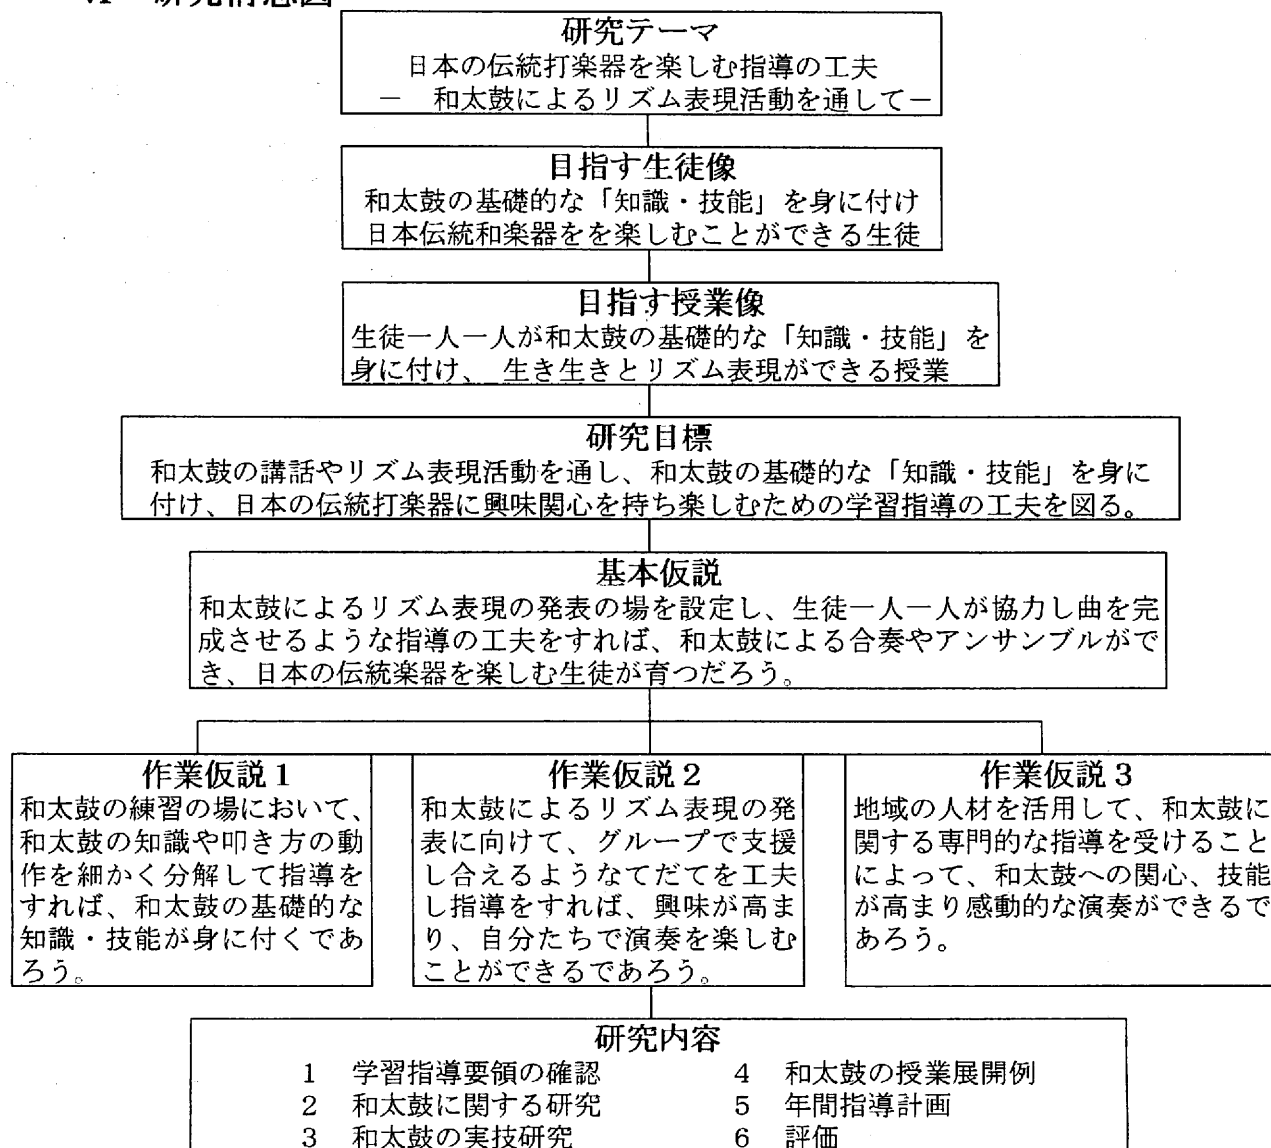 研究テーマ
日本の伝統打楽器を楽しむ指導の工夫
－ 和太鼓によるリズム表現活動を通して－
目指す生徒像
和太鼓の基礎的な「知識・技能」を身に付け
日本伝統和楽器をを楽しむことができる生徒
目指す授業像
生徒一人一人が和太鼓の基礎的な「知識・技能」を
身に付け、 生き生きとリズム表現ができる授業
研究目標
和太鼓の講話やリズム表現活動を通し、和太鼓の基礎的な「知識・技能」を身に
付け、日本の伝統打楽器に興味関心を持ち楽しむための学習指導の工夫を図る。
基本仮説
和太鼓によるリズム表現の発表の場を設定し、生徒一人一人が協力し曲を完
成させるような指導の工夫をすれば、和太鼓による合奏やアンサンブルがで
き、日本の伝統楽器を楽しむ生徒が育つだろう。
作業仮説1
和太鼓の練習の場において、
和太鼓の知識や叩き方の動
作を細かく分解して指導を
すれば、和太鼓の基礎的な
知識・技能が身に付くであ
ろう。
作業仮説2
和太鼓によるリズム表現の発
表に向けて、グループで支援
し合えるようなてだてを工夫
し指導をすれば、興味が高ま
り、自分たちで演奏を楽しむ
ことができるであろう。
作業仮説3
地域の人材を活用して、和太鼓に
関する専門的な指導を受けること
によって、和太鼓への関心、技能
が高まり感動的な演奏ができるで
あろう。
研究内容
1 学習指導要領の確認
2 和太鼓に関する研究
3 和太鼓の実技研究
4 和太鼓の授業展開例
5 年間指導計画
6 評価